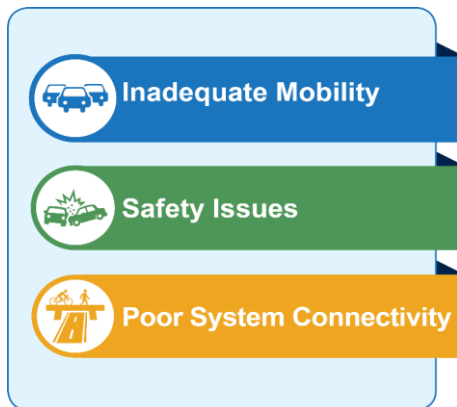 Inadequate Mobility
Safety Issues
Poor System Connectivity